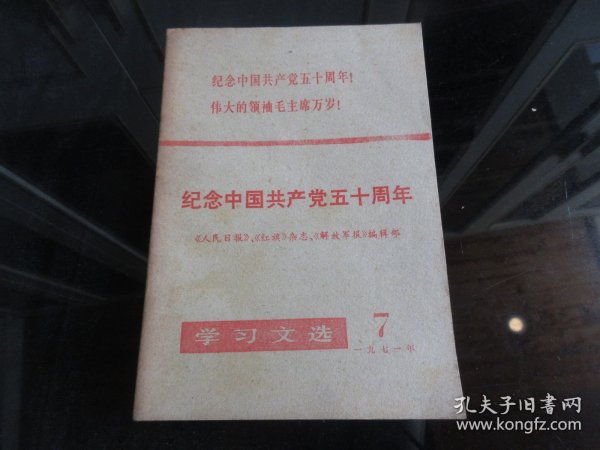 纪念中国共产党五十周年!
伟大的领袖毛主席万岁!
纪念中国共产党五十周年
《人民日报》、《红旗》杂志、《解放军报》编辑部
学习文选
7
一九七一年
孔夫子旧书网
www.kongfz.com